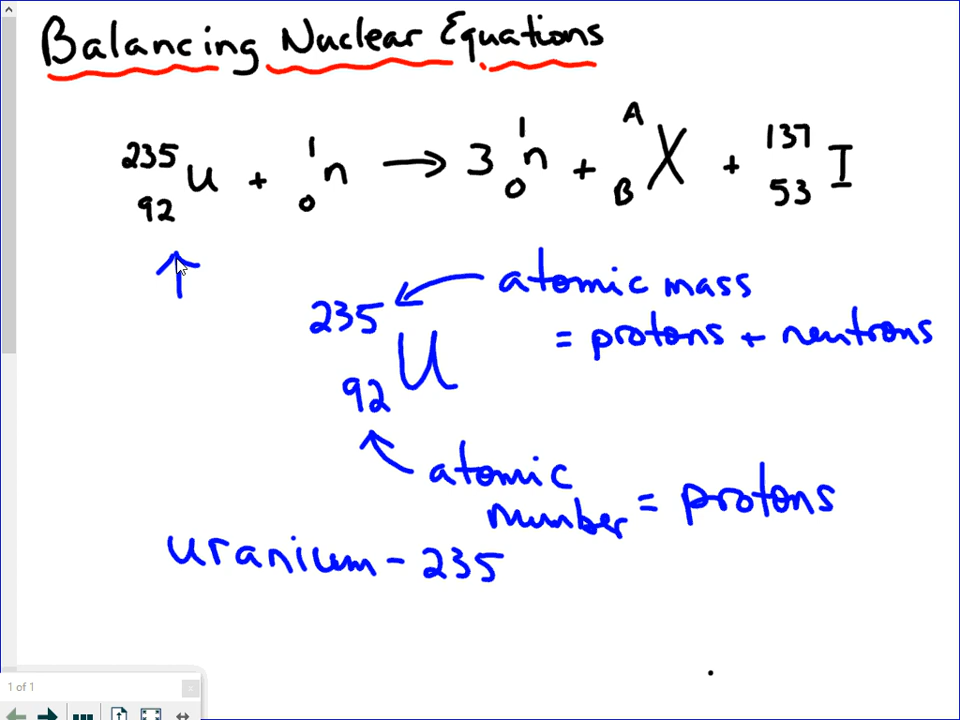 Balancing Nuclear Equations
235 92 U + 1 0 n → 3 1 0 n + A B X + 137 53 I
235 92 U
atomic mass
= protons + neutrons
atomic
number = protons
uranium - 235
1 of 1